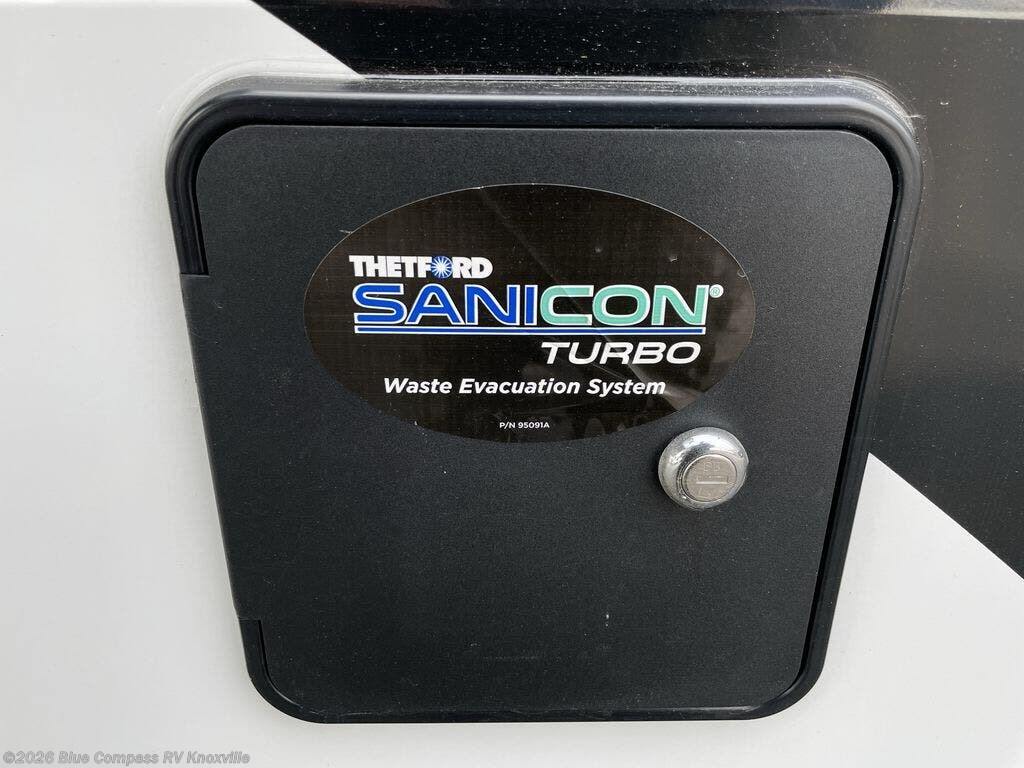 THETFORD
SANICON®
TURBO
Waste Evacuation System
P/N 95091A
©2026 Blue Compass RV Knoxville